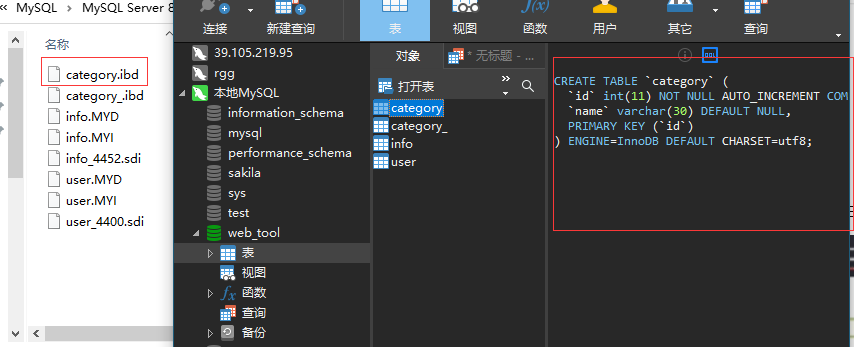 « MySQL › MySQL Server 8
名称
category.ibd
category_.ibd
info.MYD
info.MYI
info_4452.sdi
user.MYD
user.MYI
user_4400.sdi
连接
新建查询
表
视图
函数
用户
其它
查询
39.105.219.95
rgg
本地MySQL
information_schema
mysql
performance_schema
sakila
sys
test
web_tool
表
视图
函数
查询
备份
对象
* 无标题 - ...
打开表
category
category_
info
user
DDL
CREATE TABLE `category` (
`id` int(11) NOT NULL AUTO_INCREMENT COM
`name` varchar(30) DEFAULT NULL,
PRIMARY KEY (`id`)
) ENGINE=InnoDB DEFAULT CHARSET=utf8;